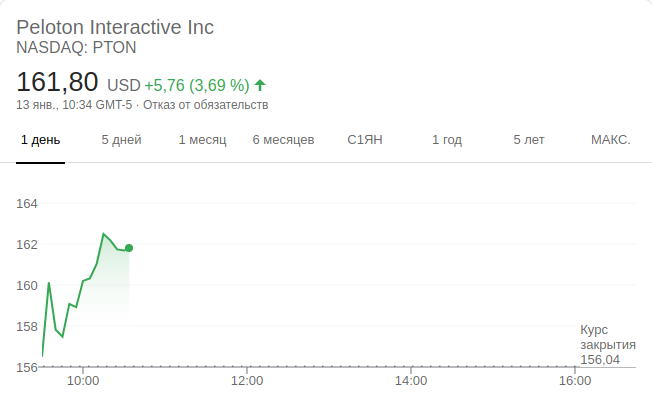 Peloton Interactive Inc
NASDAQ: PTON
161,80 USD +5,76 (3,69 %)
13 янв., 10:34 GMT-5 · Отказ от обязательств
1 день 5 дней 1 месяц 6 месяцев С1ЯН 1 год 5 лет МАКС.
164
162
160
158
156
Курс
закрытия
156,04
10:00 12:00 14:00 16:00